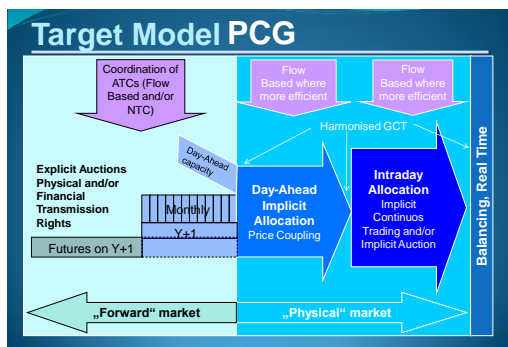 Target Model PCG
Coordination of
ATCs (Flow
Based and/or
NTC)
Flow
Based where
more efficient
Flow
Based where
more efficient
Harmonised GCT
Day-Ahead
capacity
Explicit Auctions
Physical and/or
Financial
Transmission
Rights
Monthly
Y+1
Futures on Y+1
Day-Ahead
Implicit
Allocation
Price Coupling
Intraday
Allocation
Implicit
Continuos
Trading and/or
Implicit Auction
Balancing, Real Time
„Forward“ market
„Physical“ market